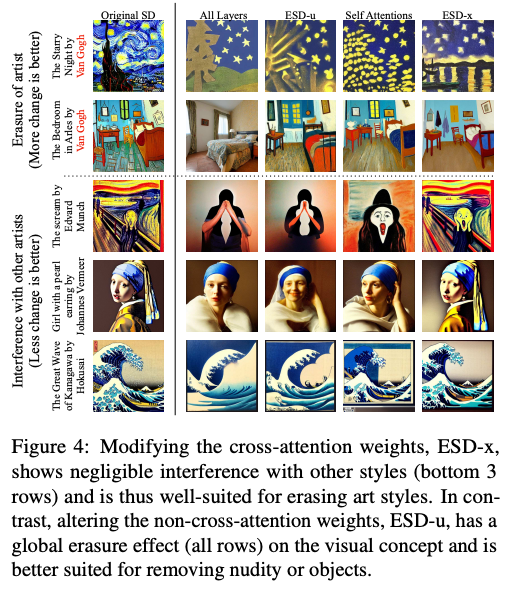 Original SD
All Layers
ESD-u
Self Attentions
ESD-x
Erasure of artist
(More change is better)
The Starry
Night by
Van Gogh
The Bedroom
in Arles by
Van Gogh
Interference with other artists
(Less change is better)
The scream by
Edvard
Munch
Girl with a pearl
earring by
Johannes Vermeer
The Great Wave
of Kanagawa by
Hokusai
Figure 4: Modifying the cross-attention weights, ESD-x,
shows negligible interference with other styles (bottom 3
rows) and is thus well-suited for erasing art styles. In con-
trast, altering the non-cross-attention weights, ESD-u, has a
global erasure effect (all rows) on the visual concept and is
better suited for removing nudity or objects.